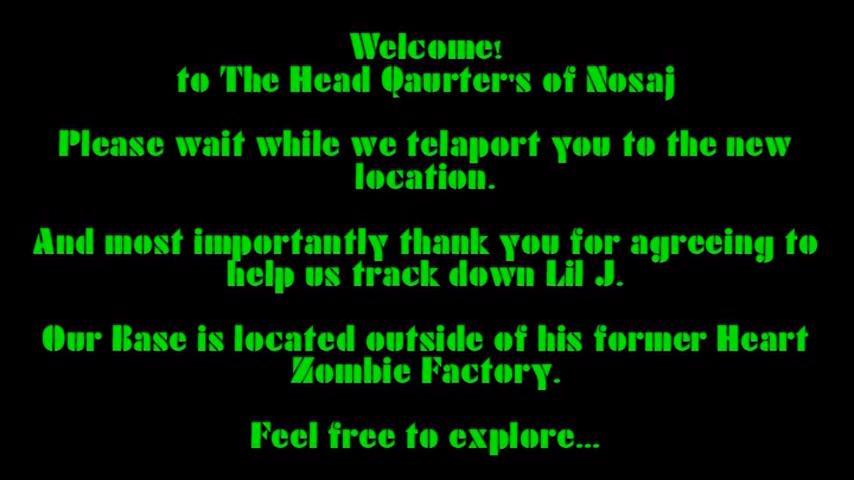 Welcome!
to The Head Qaurter's of Nosaj
Please wait while we telaport you to the new
location.
And most importantly thank you for agreeing to
help us track down Lil J.
Our Base is located outside of his former Heart
Zombie Factory.
Feel free to explore...